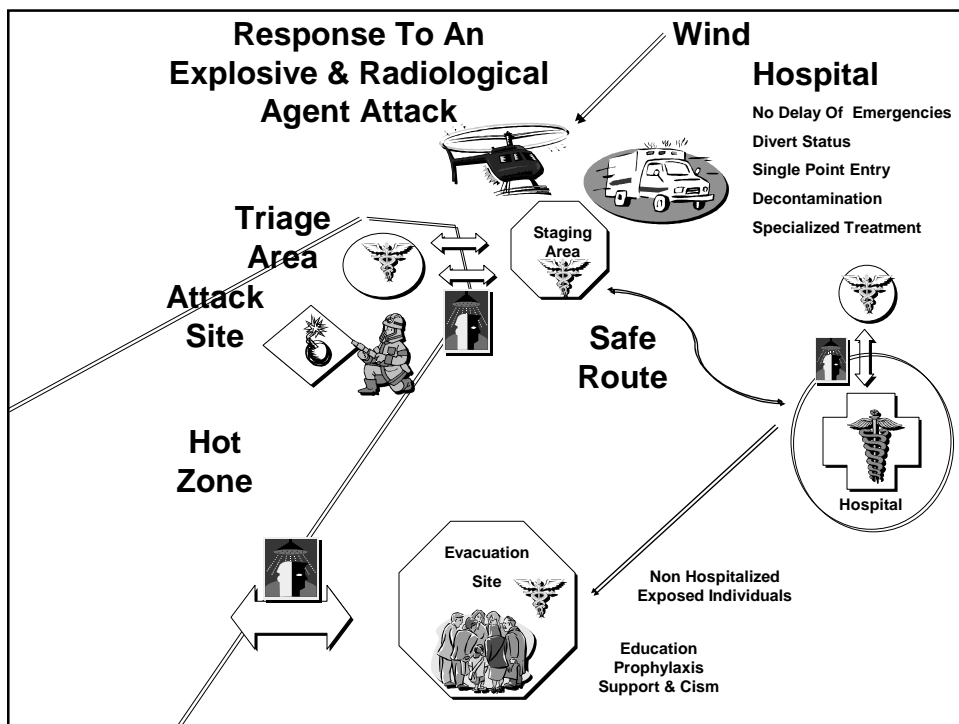 Response To An
Explosive & Radiological
Agent Attack
Wind
Hospital
No Delay Of Emergencies
Divert Status
Single Point Entry
Decontamination
Specialized Treatment
Triage
Area
Staging
Area
Attack
Site
Safe
Route
Hot
Zone
Hospital
Evacuation
Site
Non Hospitalized
Exposed Individuals
Education
Prophylaxis
Support & Cism